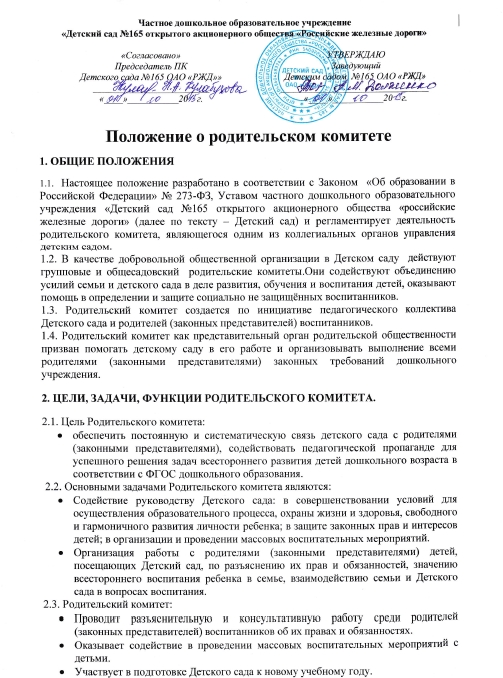 Частное дошкольное образовательное учреждение
«Детский сад №165 открытого акционерного общества «Российские железные дороги»
«Согласовано» УТВЕРЖДАЮ
Председатель ПК Заведующий
Детского сада №165 ОАО «РЖД»» Детским садом №165 ОАО «РЖД»
Положение о родительском комитете
1. ОБЩИЕ ПОЛОЖЕНИЯ
1.1. Настоящее положение разработано в соответствии с Законом «Об образовании в
Российской Федерации» № 273-ФЗ, Уставом частного дошкольного образовательного
учреждения «Детский сад №165 открытого акционерного общества «российские
железные дороги» (далее по тексту – Детский сад) и регламентирует деятельность
родительского комитета, являющегося одним из коллегиальных органов управления
детским садом.
1.2. В качестве добровольной общественной организации в Детском саду действуют
групповые и общесадовский родительские комитеты.Они содействуют объединению
усилий семьи и детского сада в деле развития, обучения и воспитания детей, оказывают
помощь в определении и защите социально не защищённых воспитанников.
1.3. Родительский комитет создается по инициативе педагогического коллектива
Детского сада и родителей (законных представителей) воспитанников.
1.4. Родительский комитет как представительный орган родительской общественности
призван помогать детскому саду в его работе и организовывать выполнение всеми
родителями (законными представителями) законных требований дошкольного
учреждения.
2. ЦЕЛИ, ЗАДАЧИ, ФУНКЦИИ РОДИТЕЛЬСКОГО КОМИТЕТА.
2.1. Цель Родительского комитета:
• обеспечить постоянную и систематическую связь детского сада с родителями
(законными представителями), содействовать педагогической пропаганде для
успешного решения задач всестороннего развития детей дошкольного возраста в
соответствии с ФГОС дошкольного образования.
2.2. Основными задачами Родительского комитета являются:
• Содействие руководству Детского сада: в совершенствовании условий для
осуществления образовательного процесса, охраны жизни и здоровья, свободного
и гармоничного развития личности ребенка; в защите законных прав и интересов
детей; в организации и проведении массовых воспитательных мероприятий.
• Организация работы с родителями (законными представителями) детей,
посещающих Детский сад, по разъяснению их прав и обязанностей, значению
всестороннего воспитания ребенка в семье, взаимодействию семьи и Детского
сада в вопросах воспитания.
2.3. Родительский комитет:
• Проводит разъяснительную и консультативную работу среди родителей
(законных представителей) воспитанников об их правах и обязанностях.
• Оказывает содействие в проведении массовых воспитательных мероприятий с
детьми.
• Участвует в подготовке Детского сада к новому учебному году.